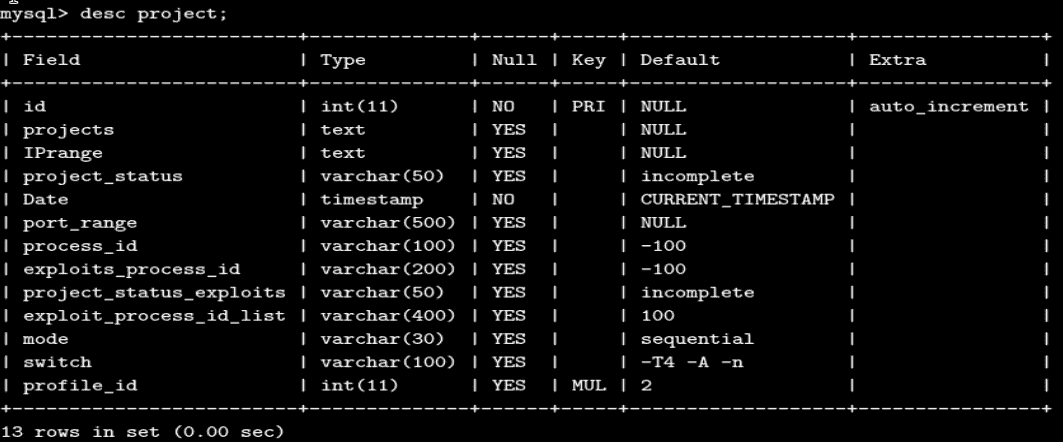 mysql> desc project;
+-------------------------+--------------+------+-----+-------------------+----------------+
| Field                   | Type         | Null | Key | Default           | Extra          |
+-------------------------+--------------+------+-----+-------------------+----------------+
| id                      | int(11)      | NO   | PRI | NULL              | auto_increment |
| projects                | text         | YES  |     | NULL              |                |
| IPrange                 | text         | YES  |     | NULL              |                |
| project_status          | varchar(50)  | YES  |     | incomplete        |                |
| Date                    | timestamp    | NO   |     | CURRENT_TIMESTAMP |                |
| port_range              | varchar(500) | YES  |     | NULL              |                |
| process_id              | varchar(100) | YES  |     | -100              |                |
| exploits_process_id     | varchar(200) | YES  |     | -100              |                |
| project_status_exploits | varchar(50)  | YES  |     | incomplete        |                |
| exploit_process_id_list | varchar(400) | YES  |     | 100               |                |
| mode                    | varchar(30)  | YES  |     | sequential        |                |
| switch                  | varchar(100) | YES  |     | -T4 -A -n         |                |
| profile_id              | int(11)      | YES  | MUL | 2                 |                |
+-------------------------+--------------+------+-----+-------------------+----------------+
13 rows in set (0.00 sec)